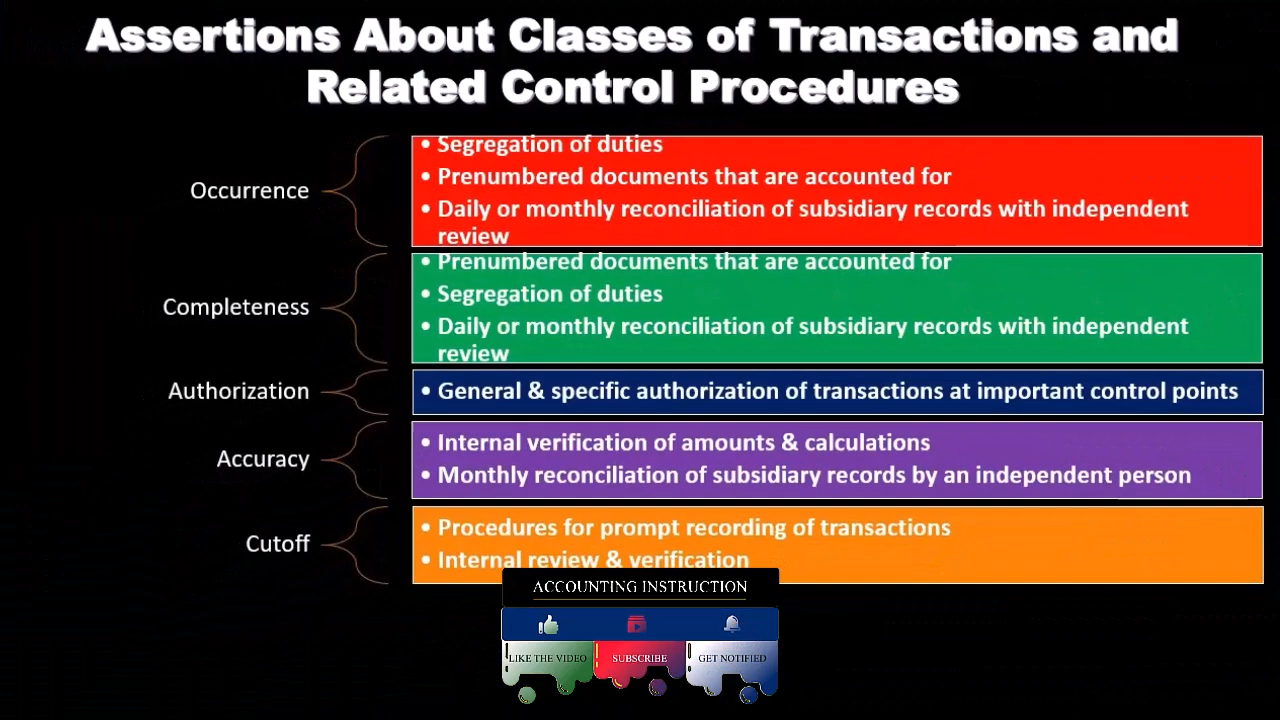 Assertions About Classes of Transactions and
Related Control Procedures
Occurrence
• Segregation of duties
• Prenumbered documents that are accounted for
• Daily or monthly reconciliation of subsidiary records with independent
review
Completeness
• Prenumbered documents that are accounted for
• Segregation of duties
• Daily or monthly reconciliation of subsidiary records with independent
review
Authorization
• General & specific authorization of transactions at important control points
Accuracy
• Internal verification of amounts & calculations
• Monthly reconciliation of subsidiary records by an independent person
Cutoff
• Procedures for prompt recording of transactions
• Internal review & verification
ACCOUNTING INSTRUCTION
LIKE THE VIDEO
SUBSCRIBE
GET NOTIFIED